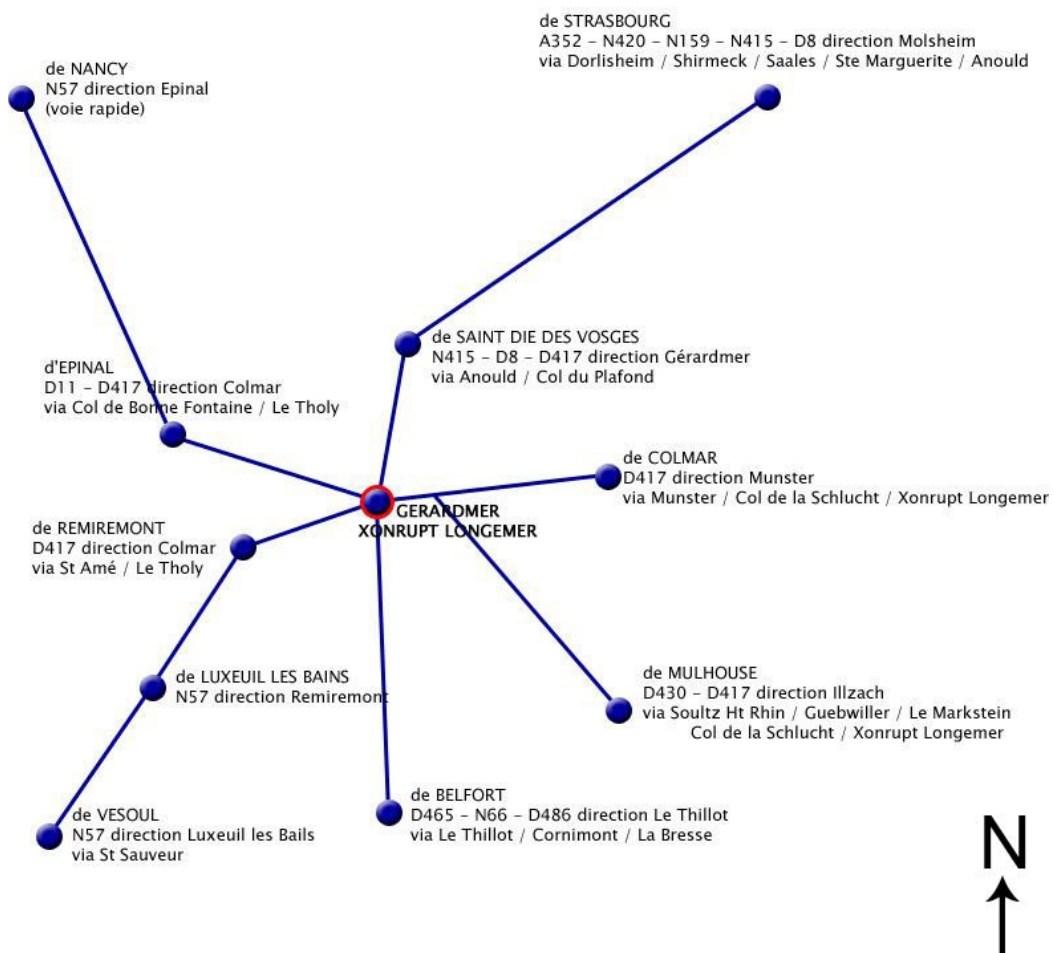 de STRASBOURG
A352 – N420 – N159 – N415 – D8 direction Molsheim
via Dorlisheim / Shirmeck / Saales / Ste Marguerite / Anould
de NANCY
N57 direction Epinal
(voie rapide)
de SAINT DIE DES VOSGES
N415 – D8 – D417 direction Gérardmer
via Anould / Col du Plafond
d'EPINAL
D11 – D417 direction Colmar
via Col de Bonne Fontaine / Le Tholy
de COLMAR
D417 direction Munster
via Munster / Col de la Schlucht / Xonrupt Longemer
GERARDMER
XONRUPT LONGEMER
de REMIREMONT
D417 direction Colmar
via St Amé / Le Tholy
de LUXEUIL LES BAINS
N57 direction Remiremont
de MULHOUSE
D430 – D417 direction Illzach
via Soultz Ht Rhin / Guebwiller / Le Markstein
Col de la Schlucht / Xonrupt Longemer
de BELFORT
D465 – N66 – D486 direction Le Thillot
via Le Thillot / Cornimont / La Bresse
de VESOUL
N57 direction Luxeuil les Bails
via St Sauveur
N